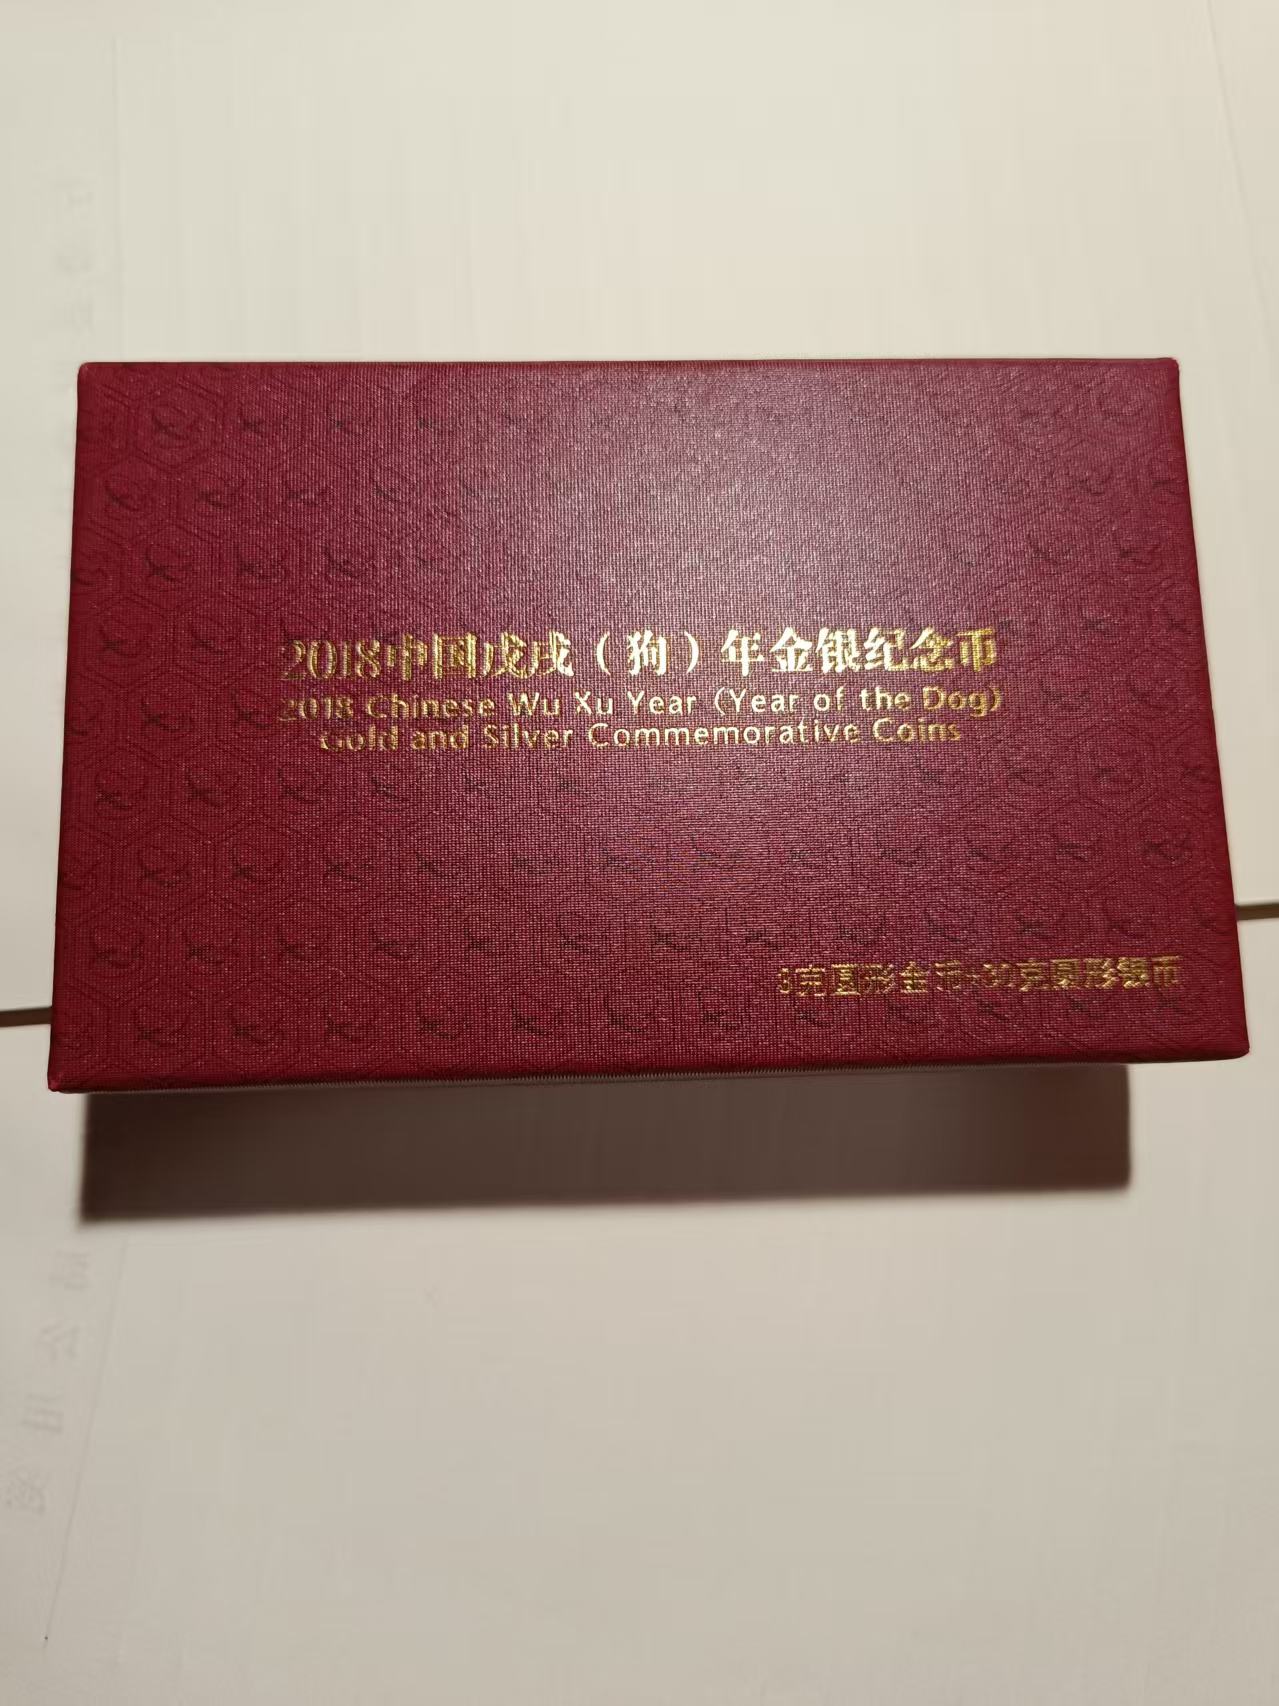 2018中国戊戌（狗）年金银纪念币
2018 Chinese Wu Xu Year (Year of the Dog)
Gold and Silver Commemorative Coins
3克圆形金币+30克圆形银币